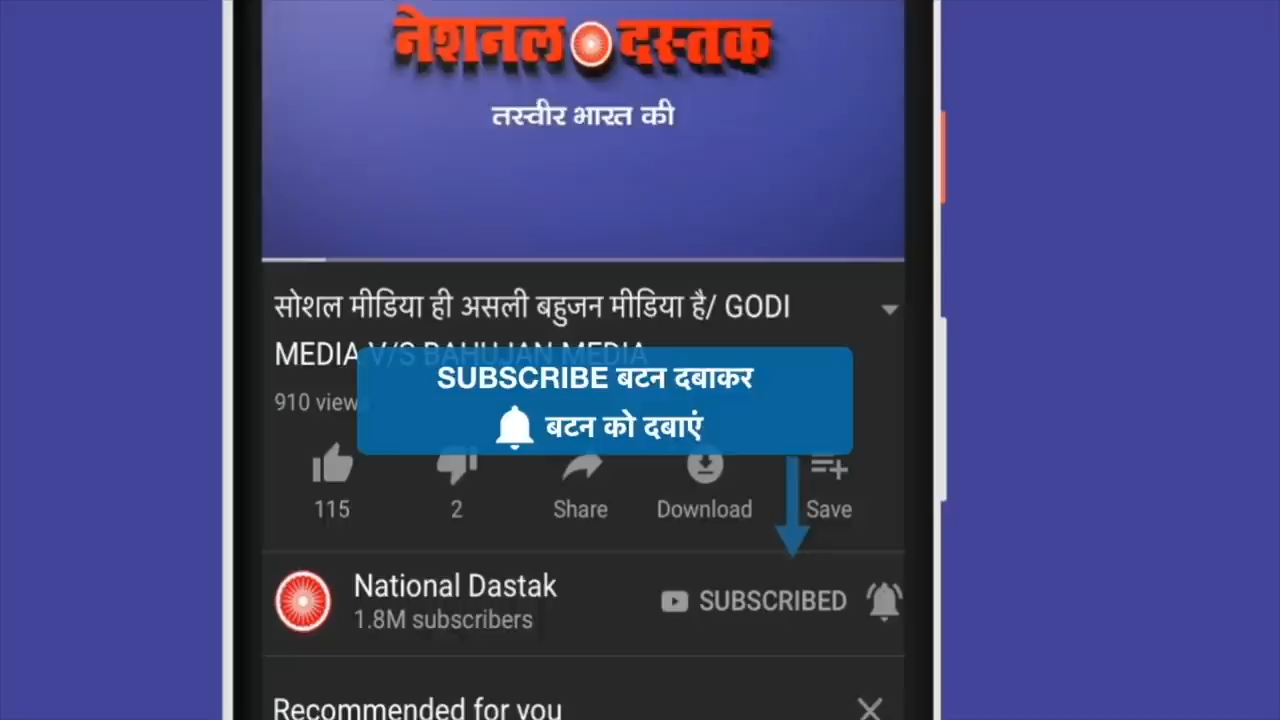 नेशनल दस्तक
तस्वीर भारत की
सोशल मीडिया ही असली बहुजन मीडिया है/ GODI
MEDIA V/S BAHUJAN MEDIA
910 views
SUBSCRIBE बटन दबाकर
बटन को दबाएं
115
2
Share
Download
Save
National Dastak
1.8M subscribers
SUBSCRIBED
Recommended for you